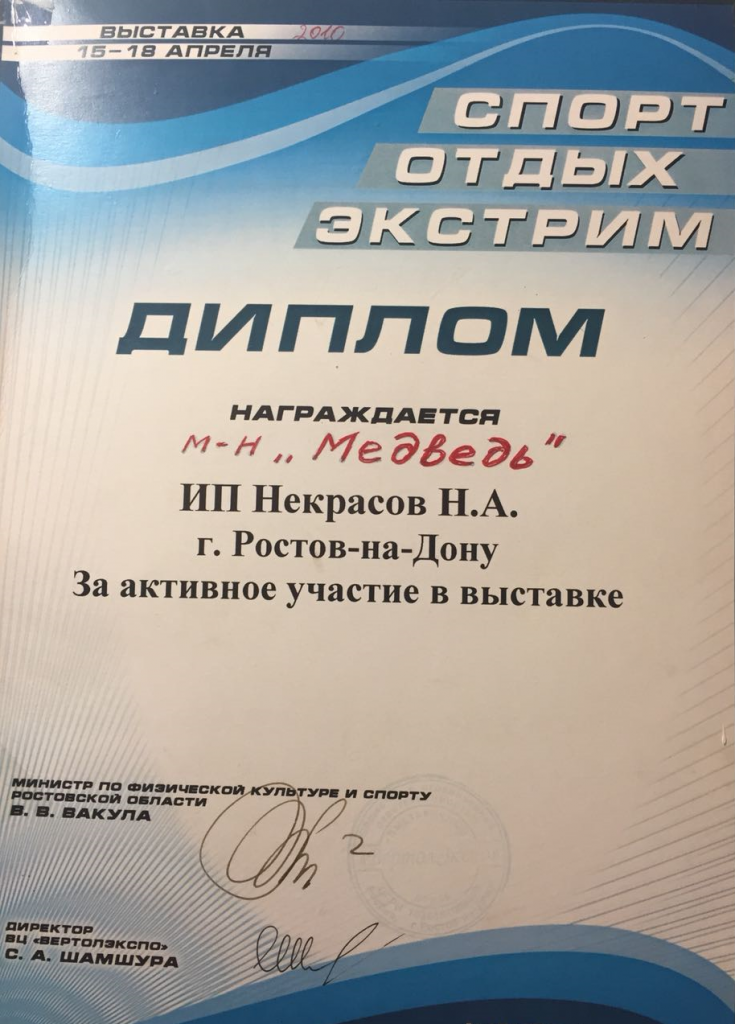 ВЫСТАВКА 2010
15-18 АПРЕЛЯ
СПОРТ
ОТДЫХ
ЭКСТРИМ
ДИПЛОМ
НАГРАЖДАЕТСЯ
м-н „Медведь"
ИП Некрасов Н.А.
г. Ростов-на-Дону
За активное участие в выставке
МИНИСТР ПО ФИЗИЧЕСКОЙ КУЛЬТУРЕ И СПОРТУ
РОСТОВСКОЙ ОБЛАСТИ
В. В. ВАКУЛА
ДИРЕКТОР
ВЦ «ВЕРТОЛЭКСПО»
С. А. ШАМШУРА